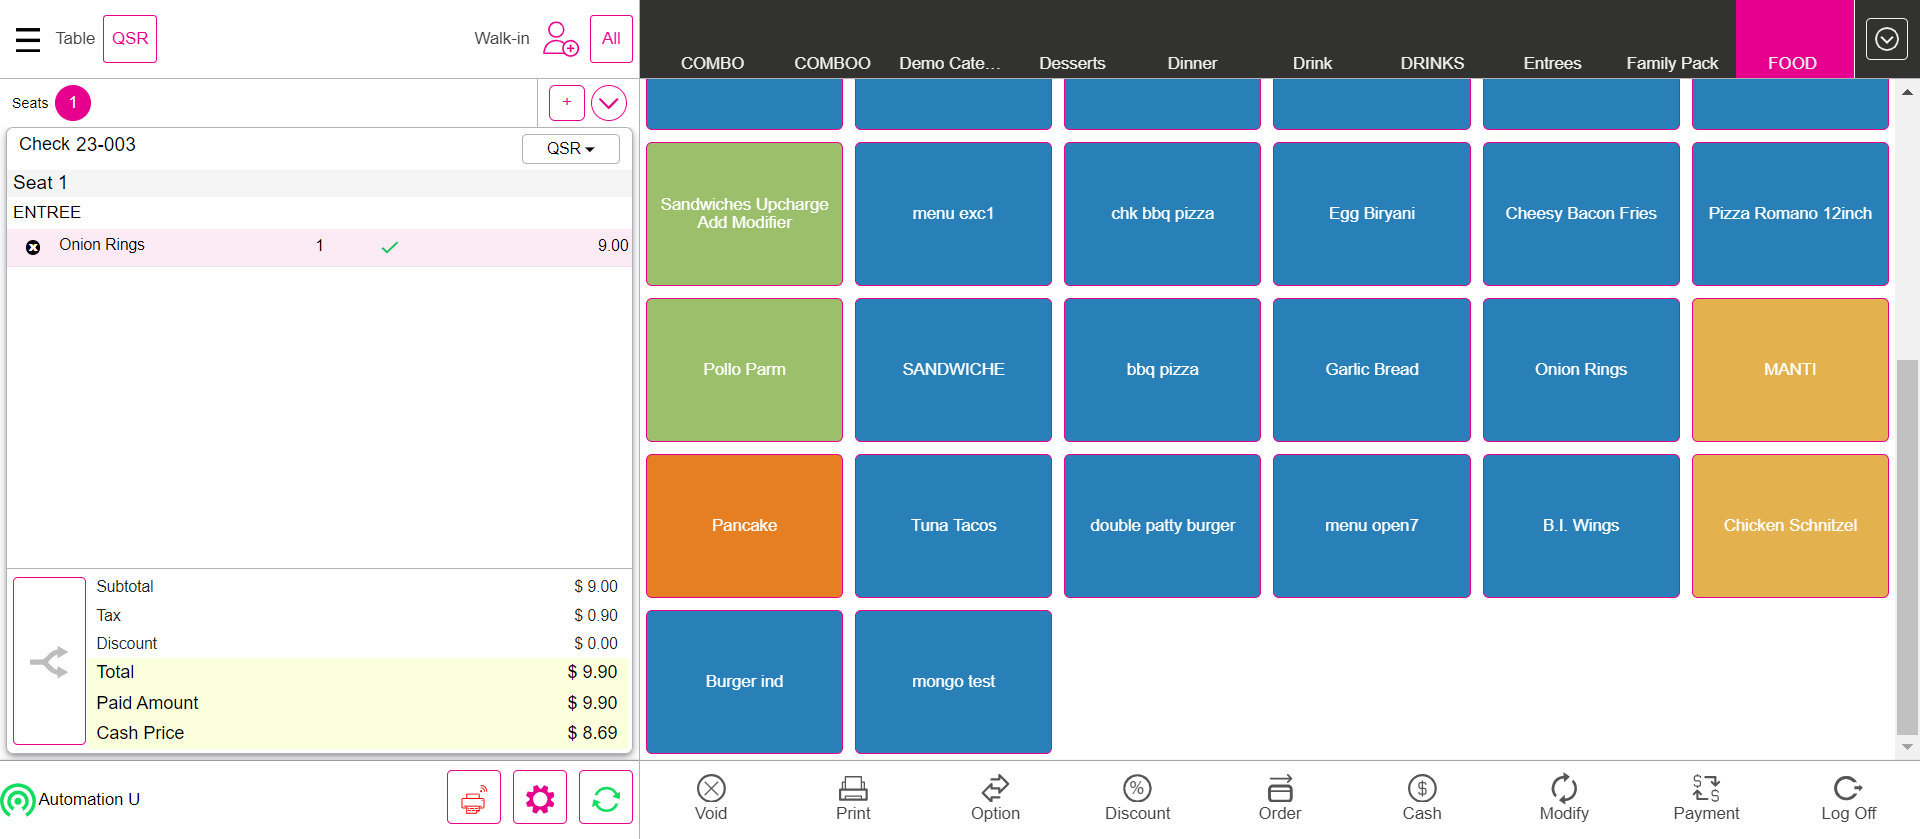 Table
QSR
Walk-in
All
COMBO
COMBOO
Demo Cate...
Desserts
Dinner
Drink
DRINKS
Entrees
Family Pack
FOOD
Seats
1
+
Check 23-003
QSR
Seat 1
ENTREE
Onion Rings 1 9.00
Subtotal $ 9.00
Tax $ 0.90
Discount $ 0.00
Total $ 9.90
Paid Amount $ 9.90
Cash Price $ 8.69
Automation U
Sandwiches Upcharge
Add Modifier
menu exc1
chk bbq pizza
Egg Biryani
Cheesy Bacon Fries
Pizza Romano 12inch
Pollo Parm
SANDWICHE
bbq pizza
Garlic Bread
Onion Rings
MANTI
Pancake
Tuna Tacos
double patty burger
menu open7
B.I. Wings
Chicken Schnitzel
Burger ind
mongo test
Void
Print
Option
Discount
Order
Cash
Modify
Payment
Log Off